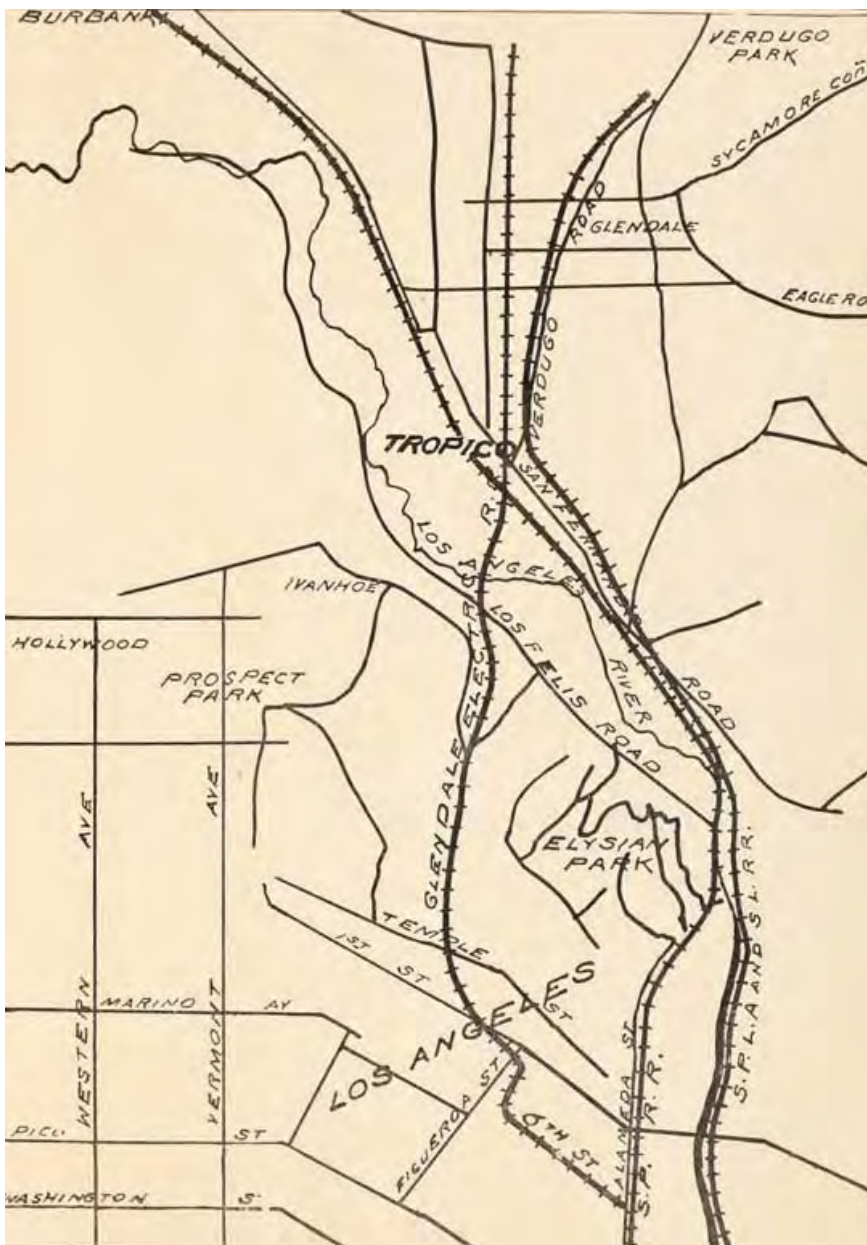 BURBANK
VERDUGO
PARK
SYCAMORE CON.
ROAD
GLENDALE
EAGLE RO
VERDUGO
TROPICO
SAN FERNANDO
ROAD
LOS ANGELES
RIVER
IVANHOE
LOS FELIS ROAD
HOLLYWOOD
PROSPECT
PARK
GLENDALE ELECTRIC R.R.
WESTERN AVE
VERMONT AVE
ELYSIAN
PARK
TEMPLE
ST
1ST ST
LOS ANGELES
MARINO AY
FIGUEROA ST
6TH ST
ALAMEDA ST
S.P. R.R.
S.P. L.A. AND S.L. R.R.
PICO ST
WASHINGTON S